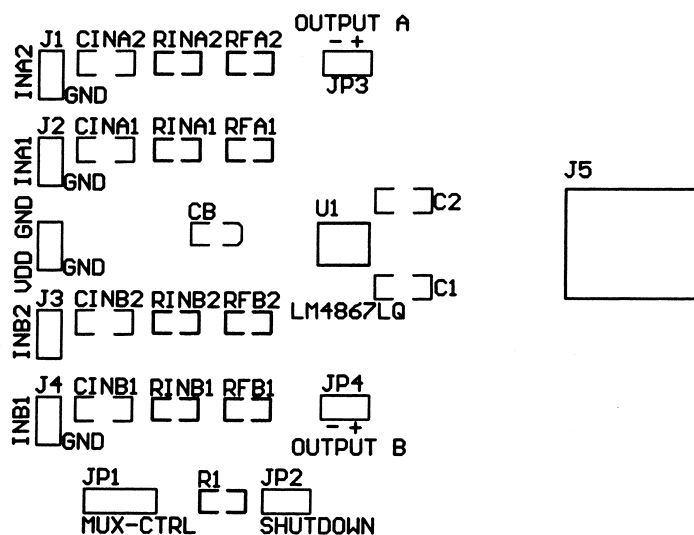 OUTPUT A
- +
J1 CINA2 RINA2 RFA2
INA2
GND
JP3
J2 CINA1 RINA1 RFA1
INA1
GND
J5
CB
U1
C2
VDD GND
GND
C1
LM4867LQ
J3 CINB2 RINB2 RFB2
INB2
J4 CINB1 RINB1 RFB1
JP4
INB1
GND
- +
OUTPUT B
JP1 R1 JP2
MUX-CTRL SHUTDOWN